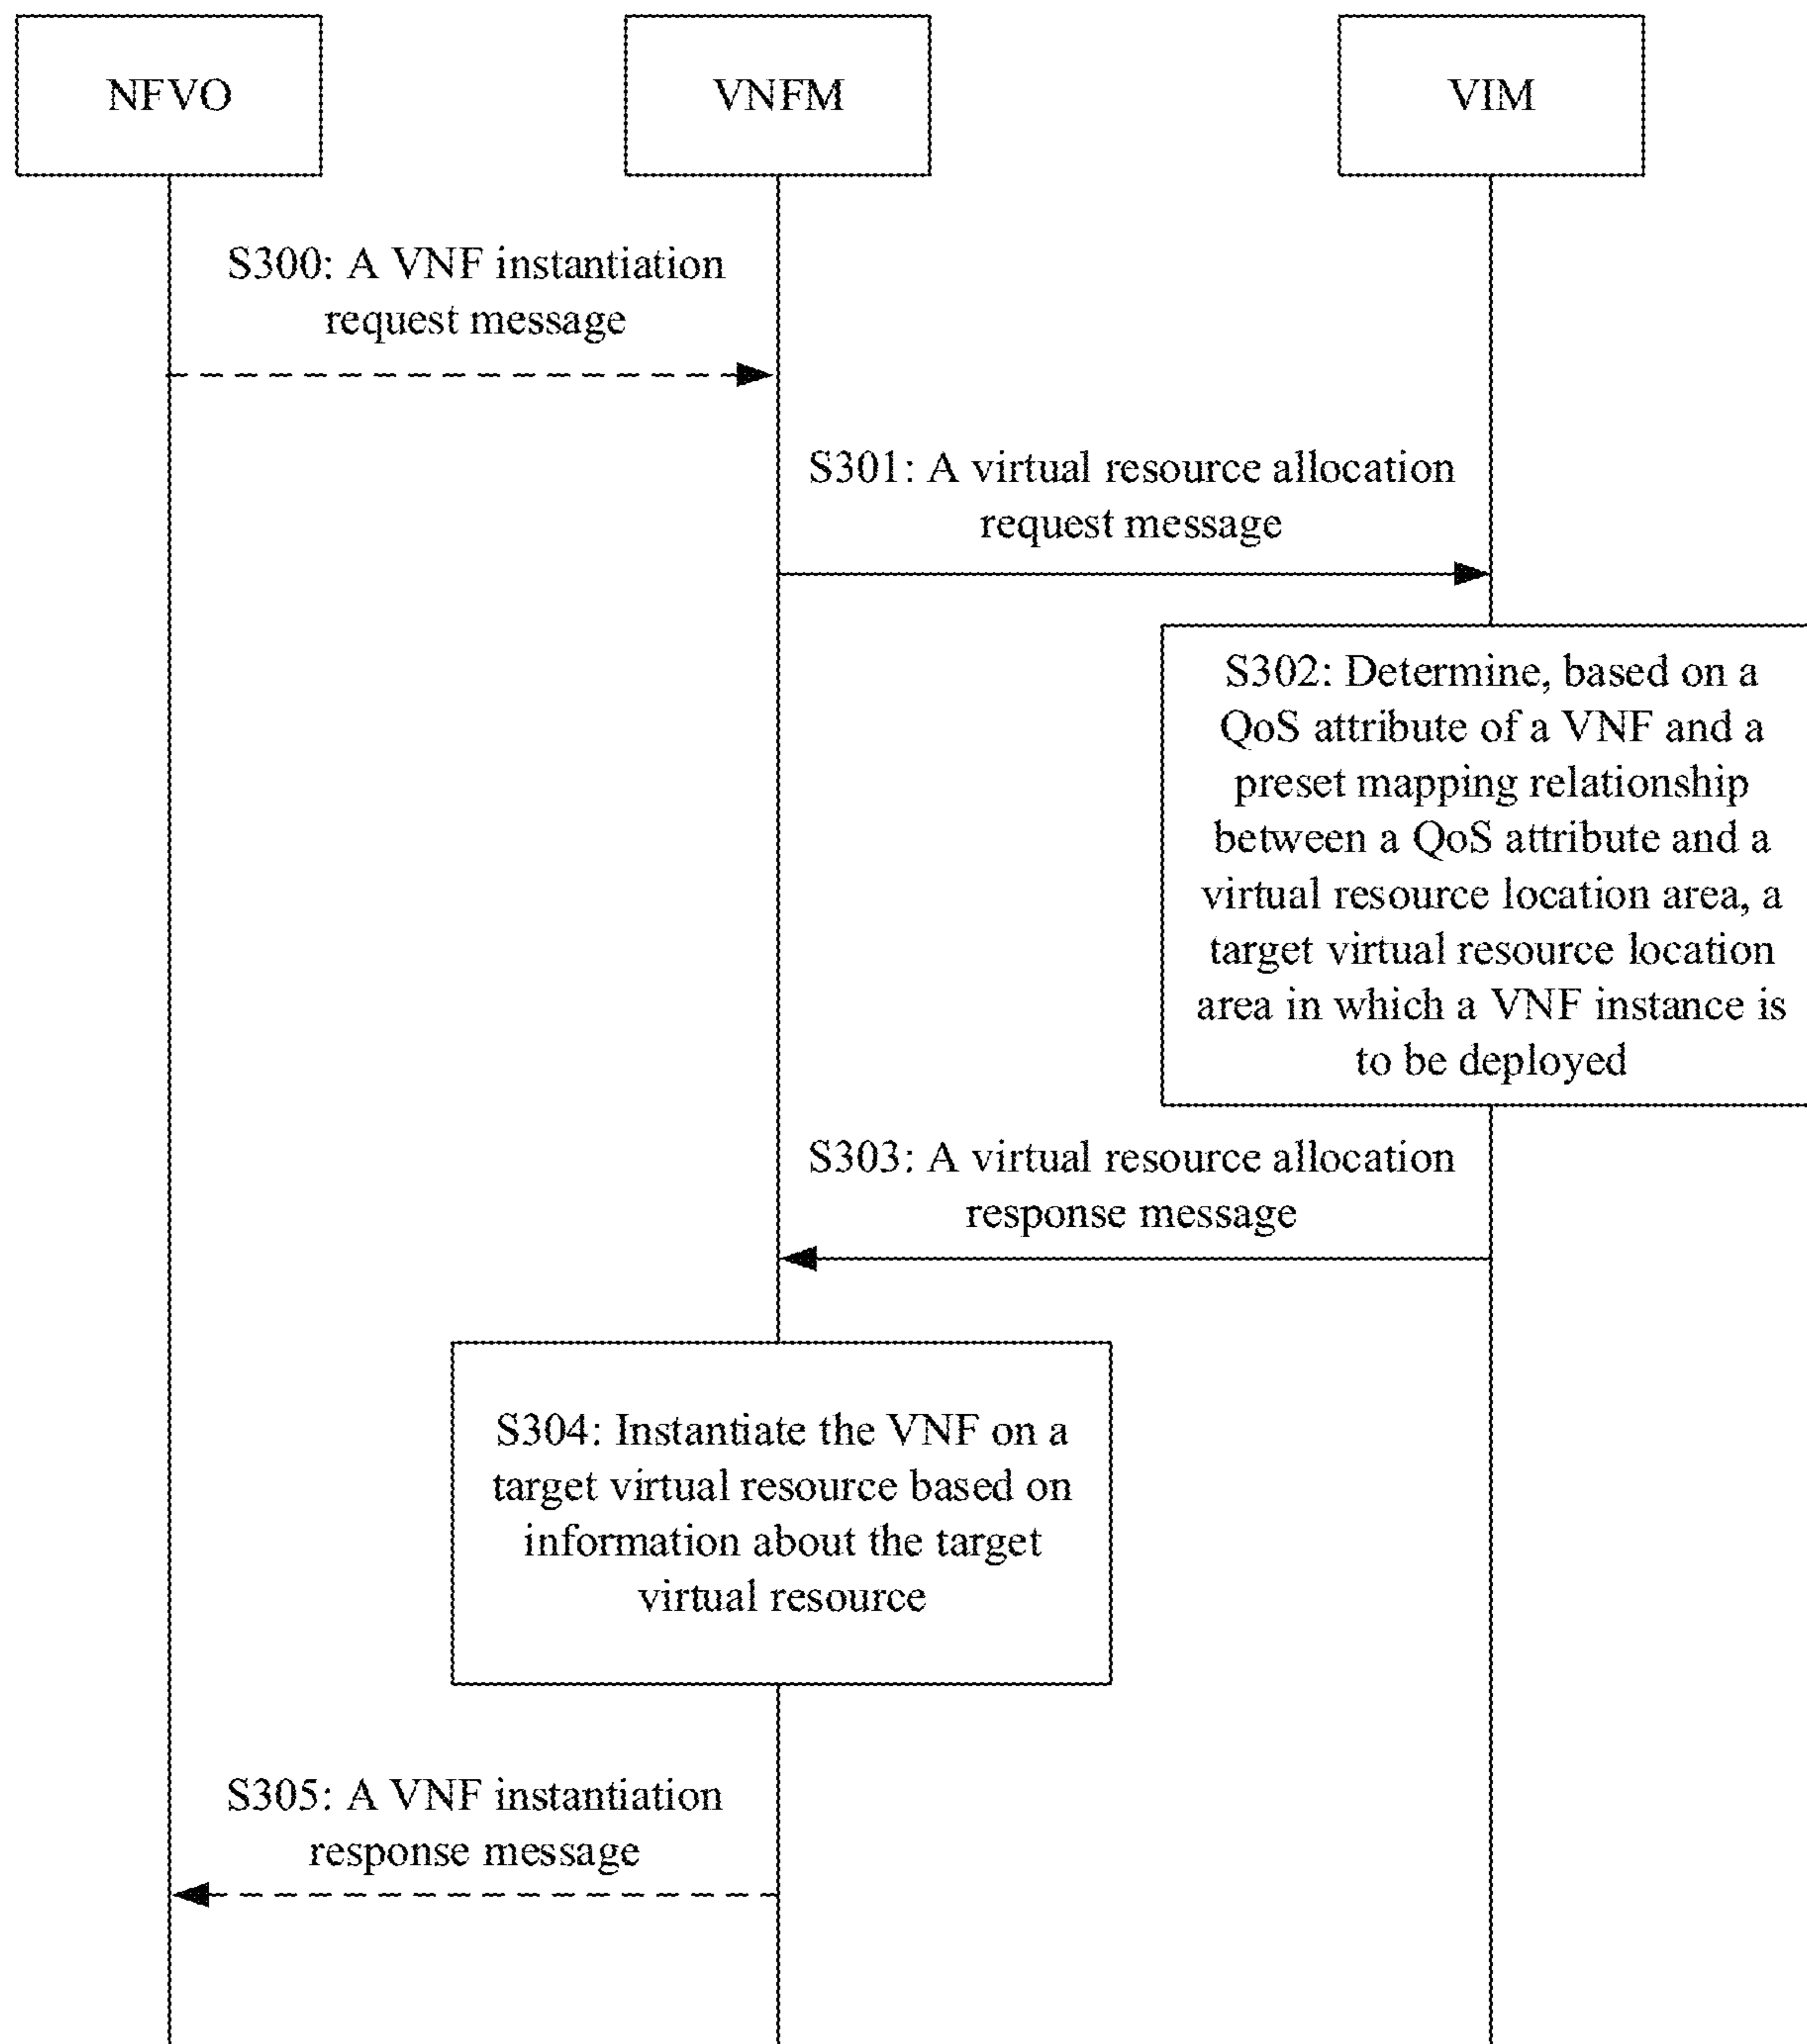 NFVO
VNFM
VIM
S300: A VNF instantiation
request message
S301: A virtual resource allocation
request message
S302: Determine, based on a
QoS attribute of a VNF and a
preset mapping relationship
between a QoS attribute and a
virtual resource location area, a
target virtual resource location
area in which a VNF instance is
to be deployed
S303: A virtual resource allocation
response message
S304: Instantiate the VNF on a
target virtual resource based on
information about the target
virtual resource
S305: A VNF instantiation
response message